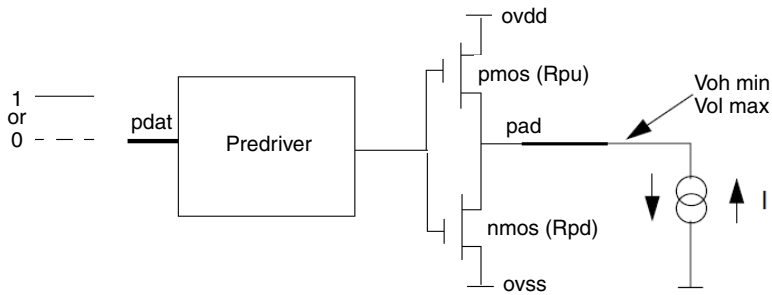 ovdd
pmos (Rpu)
Voh min
Vol max
1
or
0
pdat
Predriver
pad
I
nmos (Rpd)
ovss